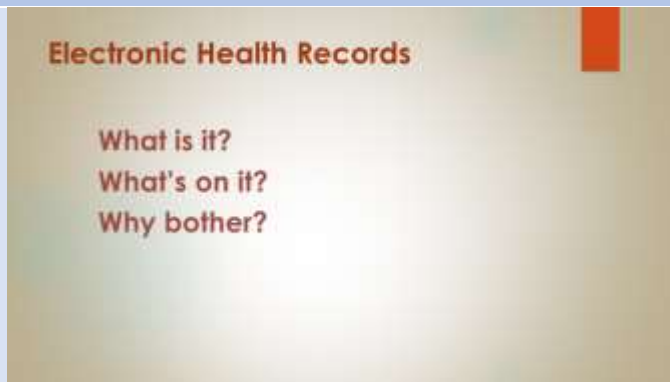 Electronic Health Records
What is it?
What's on it?
Why bother?